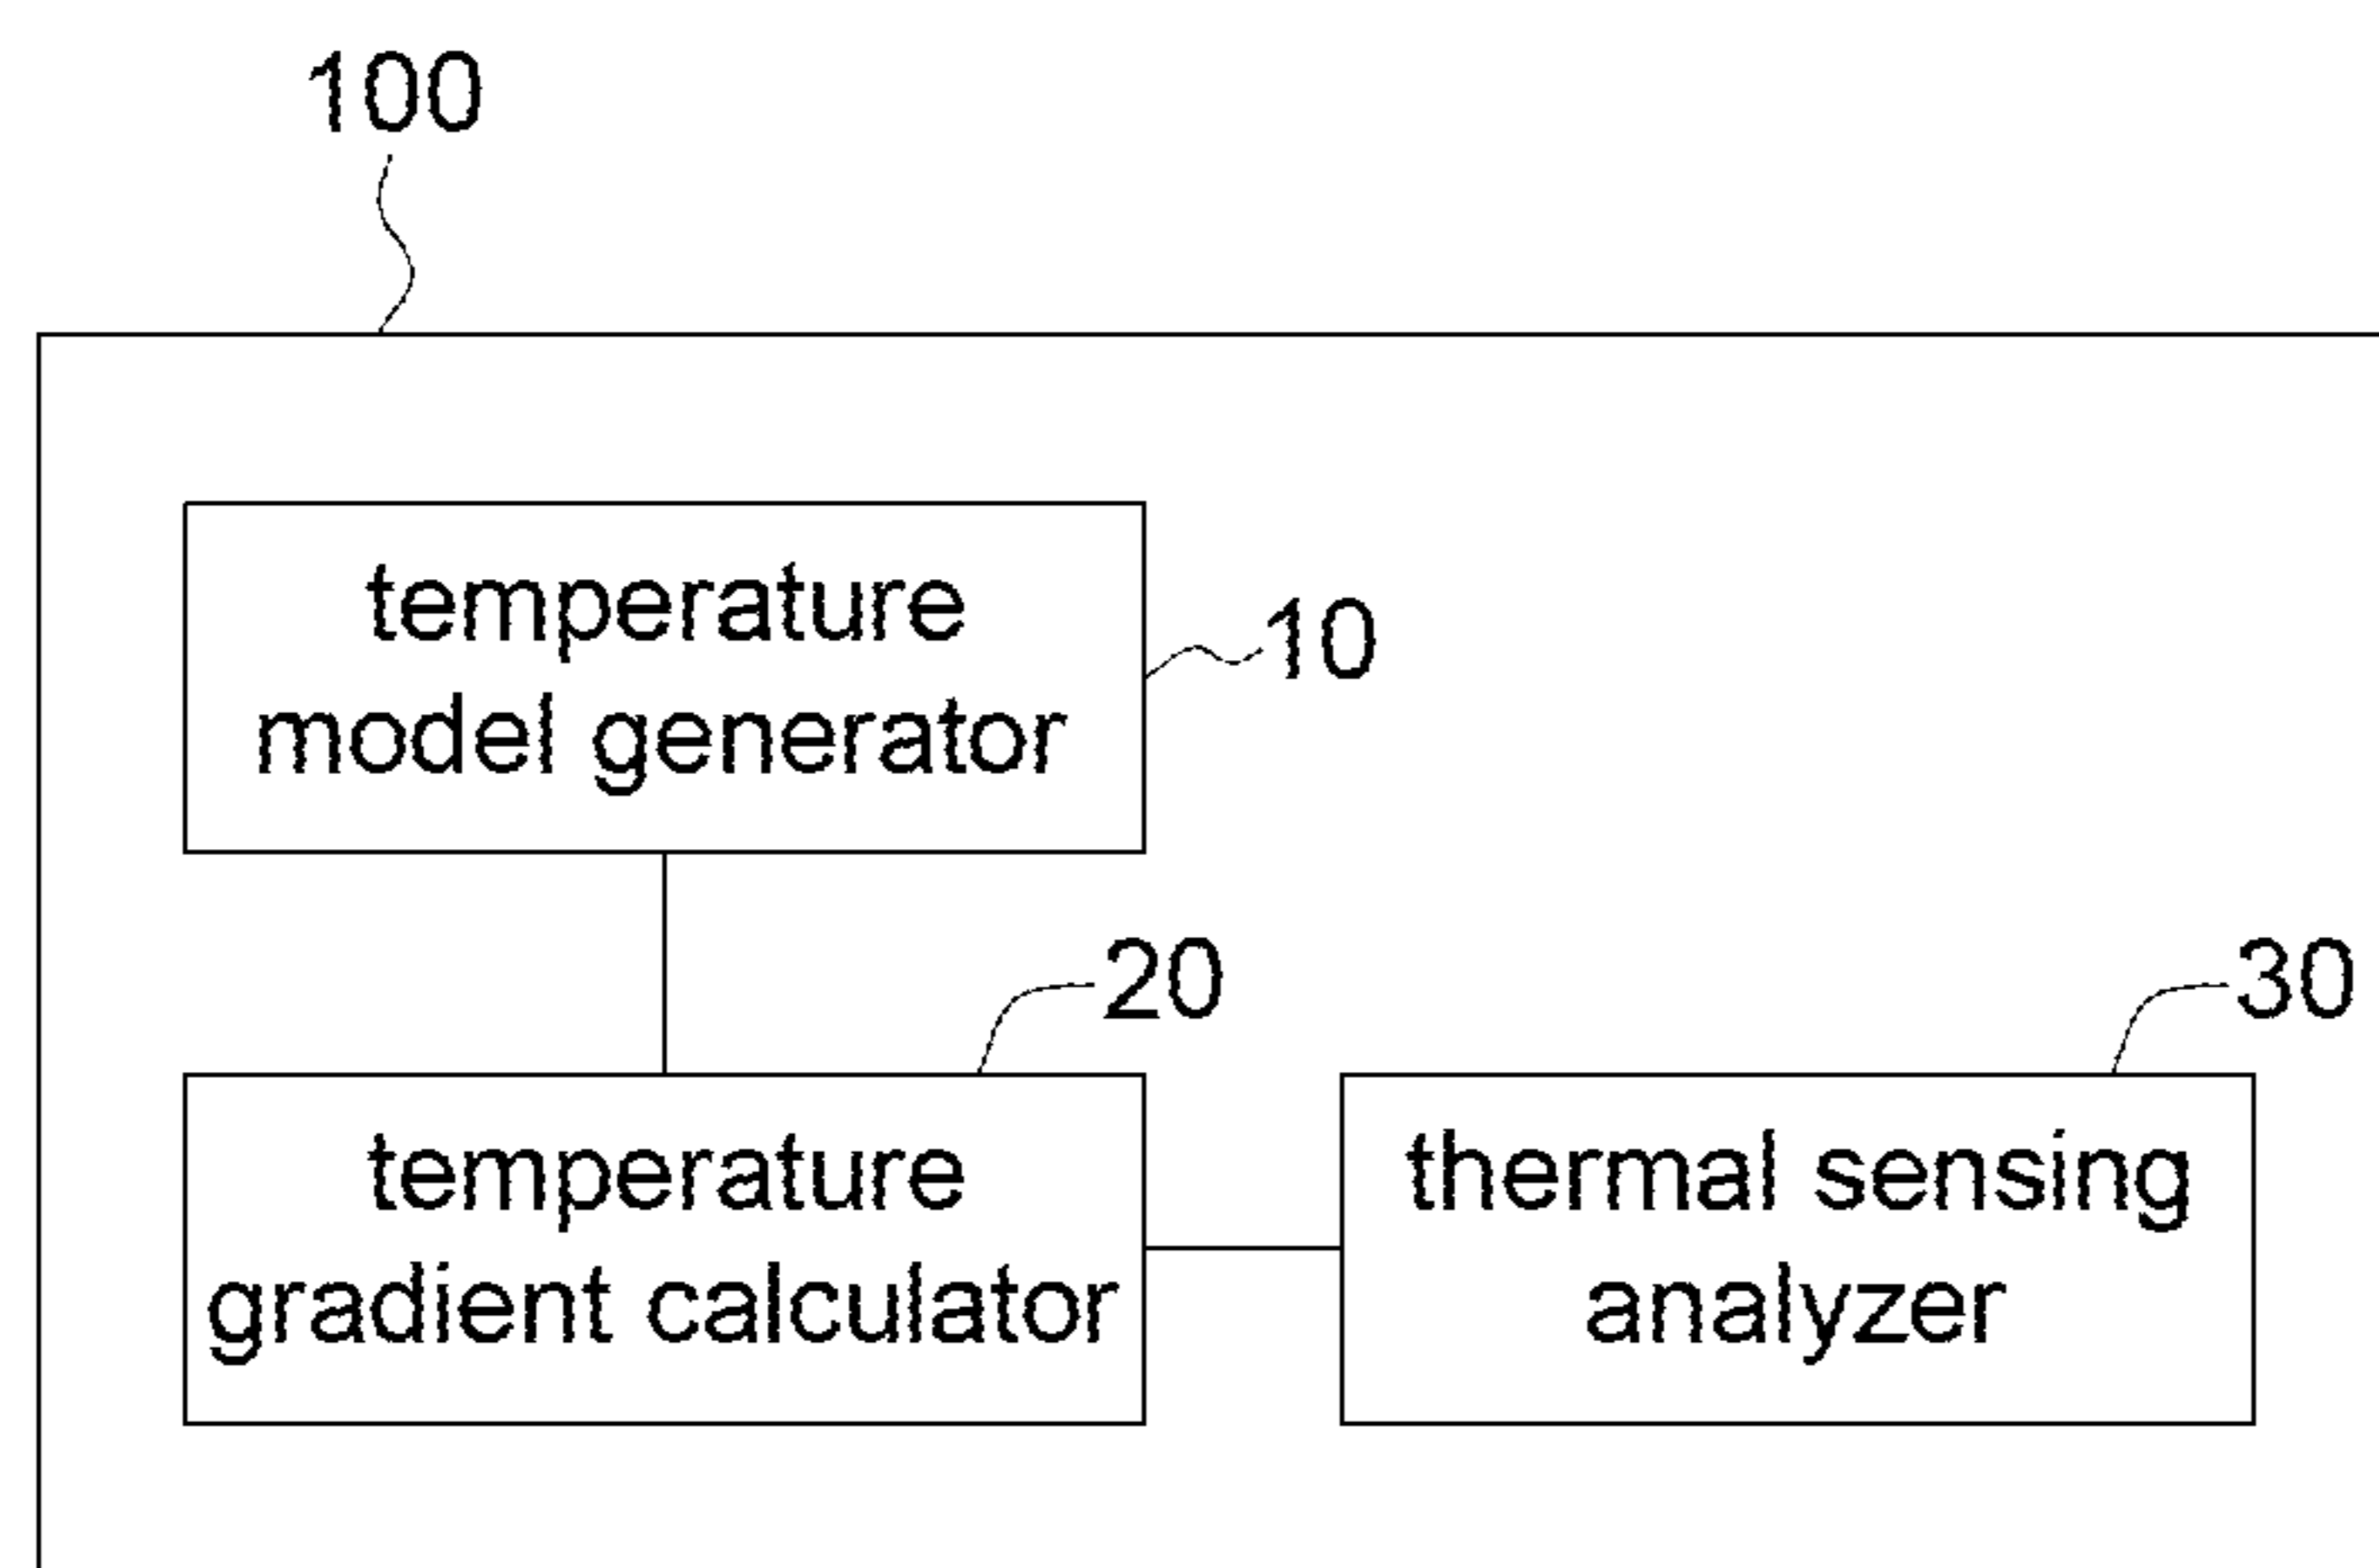 100
temperature
model generator
10
20
30
temperature
gradient calculator
thermal sensing
analyzer